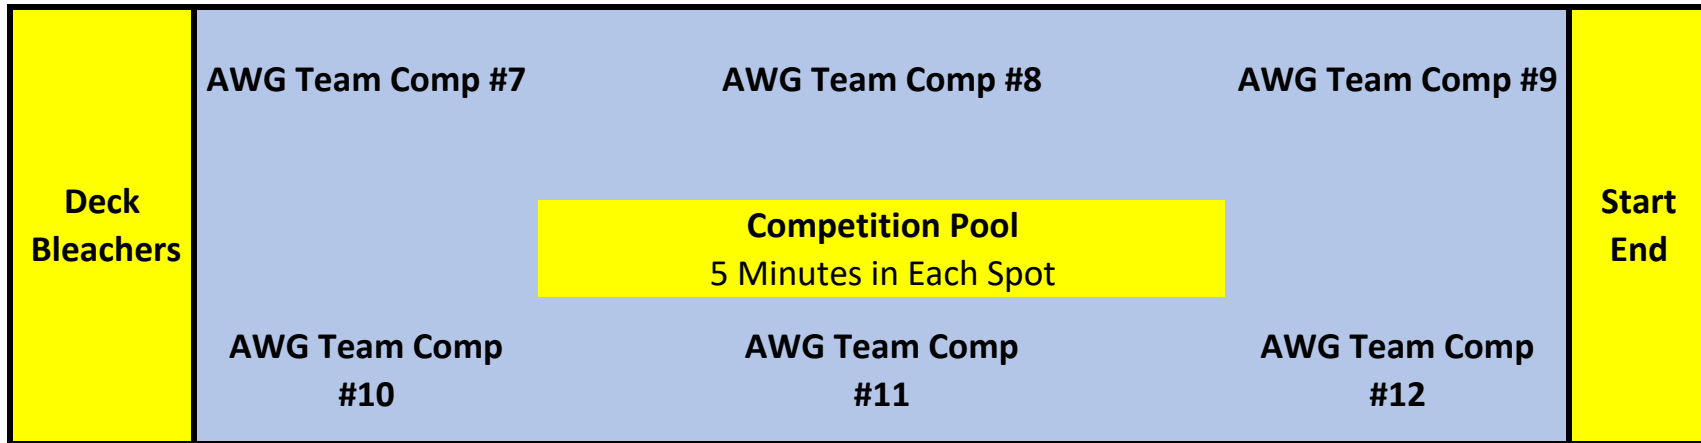 AWG Team Comp #7
AWG Team Comp #8
AWG Team Comp #9
Deck
Bleachers
Competition Pool
5 Minutes in Each Spot
Start
End
AWG Team Comp
#10
AWG Team Comp
#11
AWG Team Comp
#12